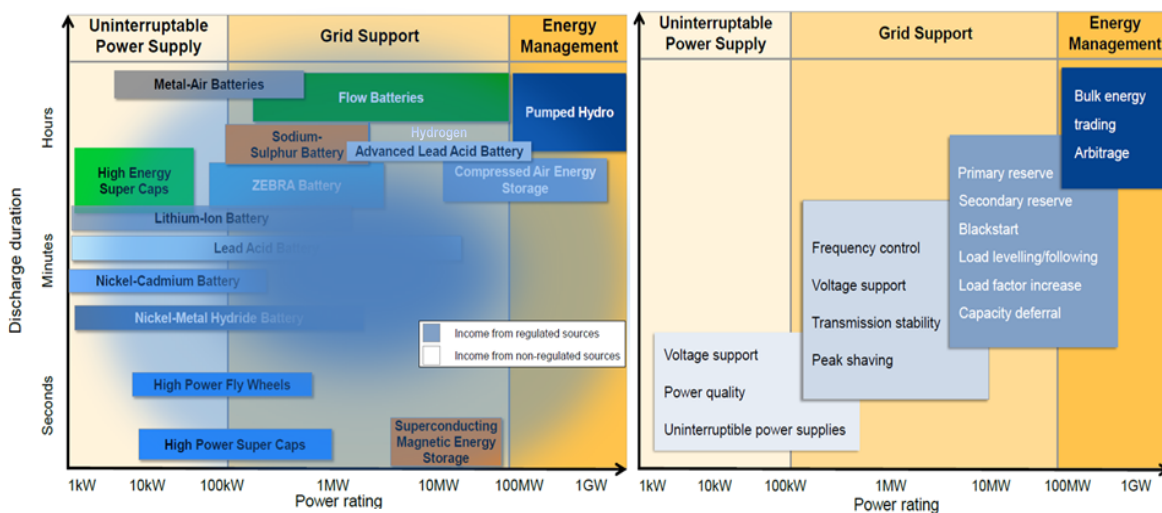 Uninterruptable
Power Supply
Grid Support
Energy
Management
Metal-Air Batteries
Flow Batteries
Pumped Hydro
Sodium-
Sulphur Battery
Hydrogen
Advanced Lead Acid Battery
High Energy
Super Caps
ZEBRA Battery
Compressed Air Energy
Storage
Lithium-Ion Battery
Lead Acid
Nickel-Cadmium Battery
Nickel-Metal Hydride Battery
Income from regulated sources
Income from non-regulated sources
High Power Fly Wheels
High Power Super Caps
Superconducting
Magnetic Energy
Storage
Discharge duration
Hours
Minutes
Seconds
1kW
10kW
100kW
1MW
10MW
100MW
1GW
Power rating
Uninterruptable
Power Supply
Grid Support
Energy
Management
Bulk energy
trading
Arbitrage
Primary reserve
Secondary reserve
Blackstart
Load levelling/following
Load factor increase
Capacity deferral
Frequency control
Voltage support
Transmission stability
Peak shaving
Voltage support
Power quality
Uninterruptible power supplies
1kW
10kW
100kW
1MW
10MW
100MW
1GW
Power rating